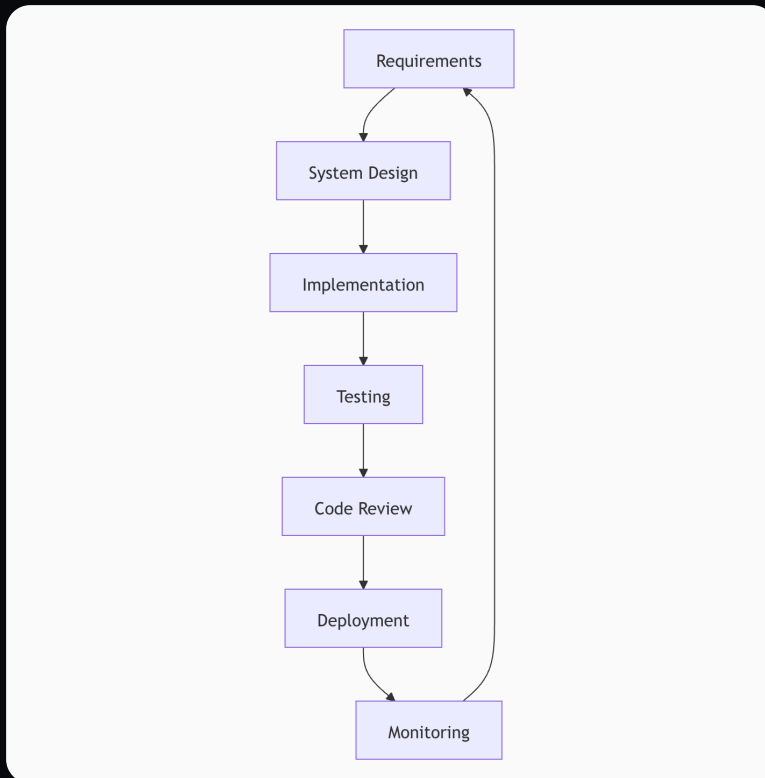 Requirements
System Design
Implementation
Testing
Code Review
Deployment
Monitoring